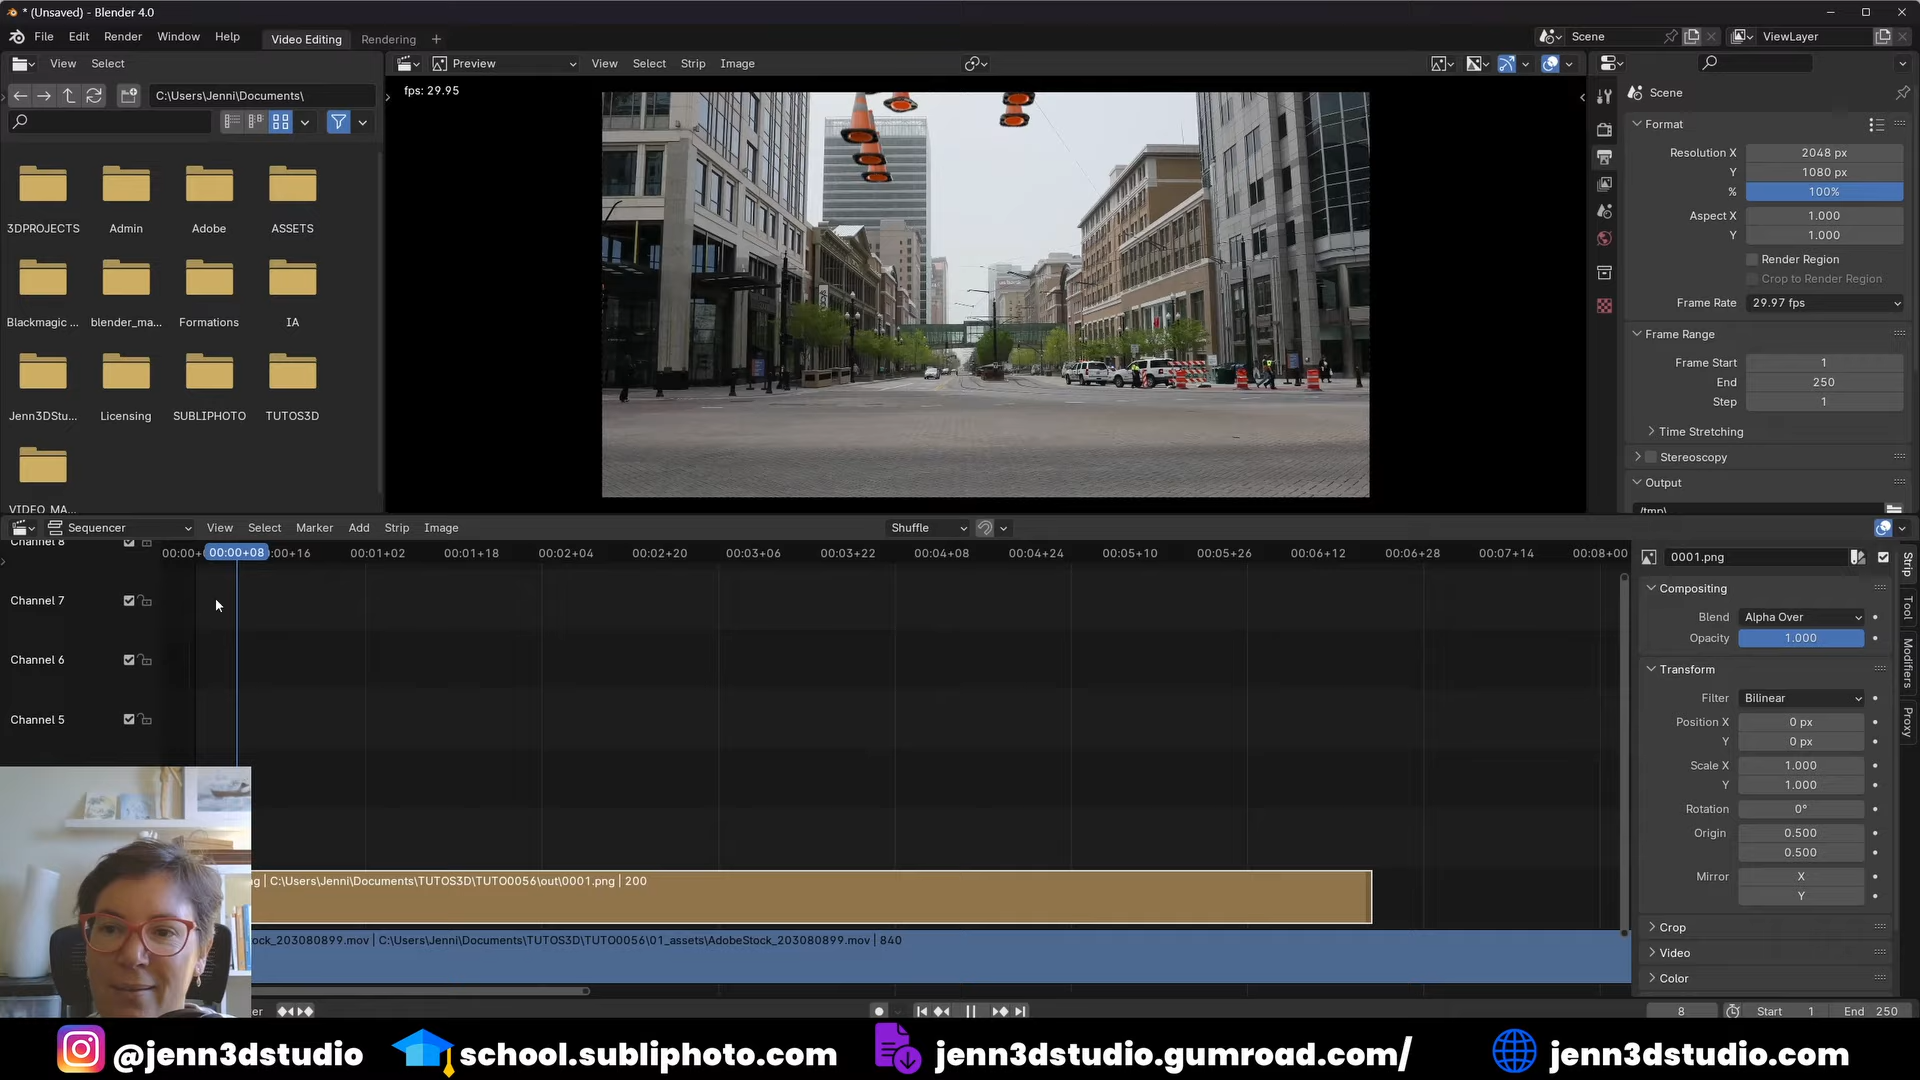 * (Unsaved) - Blender 4.0
File Edit Render Window Help Video Editing Rendering + Scene ViewLayer
View Select
Preview View Select Strip Image
C:\Users\Jenni\Documents\
fps: 29.95
3DPROJECTS Admin Adobe ASSETS
Blackmagic ... blender_ma... Formations IA
Jenn3DStu... Licensing SUBLIPHOTO TUTOS3D
VIDEO_MA...
Scene
Format
Resolution X 2048 px
Y 1080 px
% 100%
Aspect X 1.000
Y 1.000
Render Region
Crop to Render Region
Frame Rate 29.97 fps
Frame Range
Frame Start 1
End 250
Step 1
Time Stretching
Stereoscopy
Output
/tmp\
Sequencer View Select Marker Add Strip Image Shuffle
00:00+08 00:01+02 00:01+18 00:02+04 00:02+20 00:03+06 00:03+22 00:04+08 00:04+24 00:05+10 00:05+26 00:06+12 00:06+28 00:07+14 00:08+00
Channel 8
Channel 7
Channel 6
Channel 5
ng | C:\Users\Jenni\Documents\TUTOS3D\TUTO0056\out\0001.png | 200
ock_203080899.mov | C:\Users\Jenni\Documents\TUTOS3D\TUTO0056\01_assets\AdobeStock_203080899.mov | 840
0001.png
Compositing
Blend Alpha Over
Opacity 1.000
Transform
Filter Bilinear
Position X 0 px
Y 0 px
Scale X 1.000
Y 1.000
Rotation 0°
Origin 0.500
0.500
Mirror X
Y
Crop
Video
Color
Strip
Tool
Modifiers
Proxy
er
8 Start 1 End 250
@jenn3dstudio school.subliphoto.com jenn3dstudio.gumroad.com/ jenn3dstudio.com